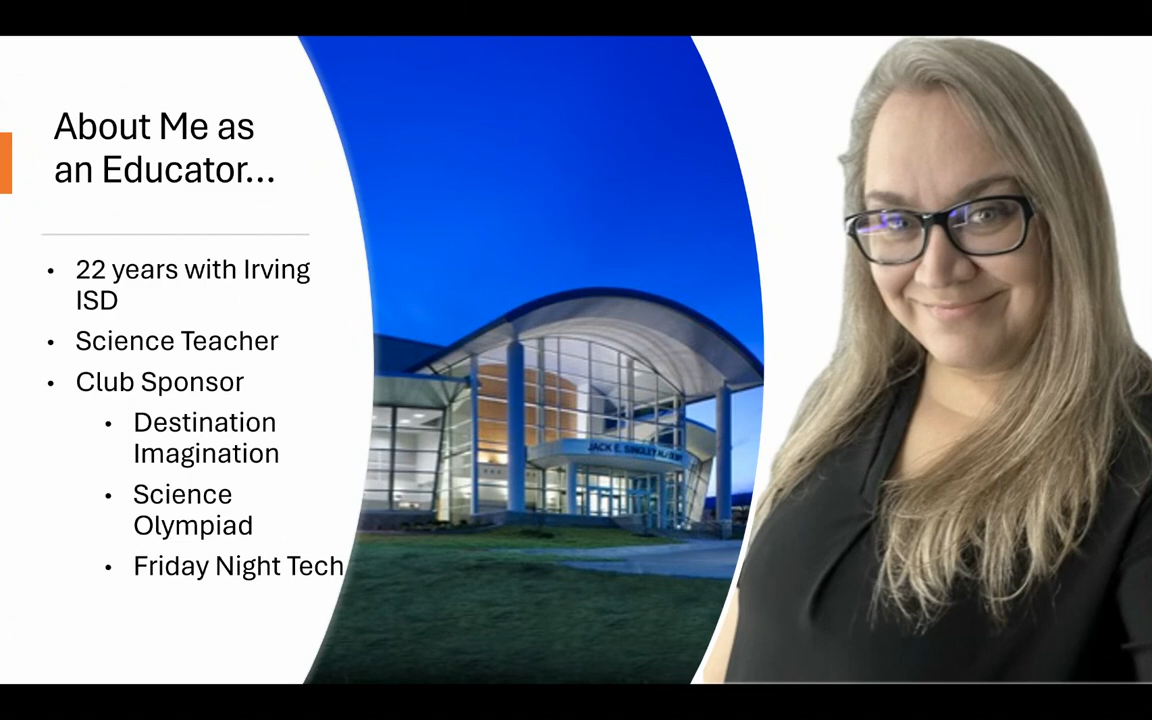 About Me as
an Educator...
• 22 years with Irving
ISD
• Science Teacher
• Club Sponsor
• Destination
Imagination
• Science
Olympiad
• Friday Night Tech
JACK E. SINGLEY